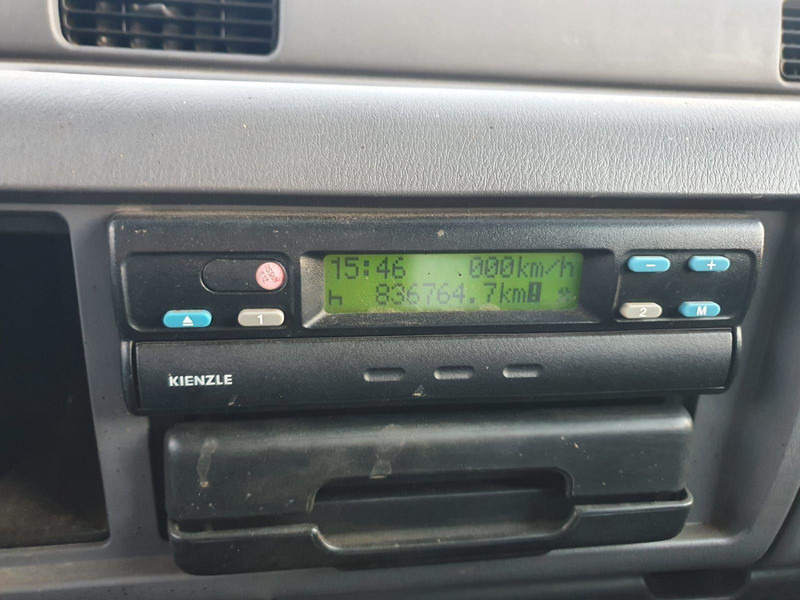 15:46 000km/h
h 836764.7km!
- +
1 2 M
KIENZLE